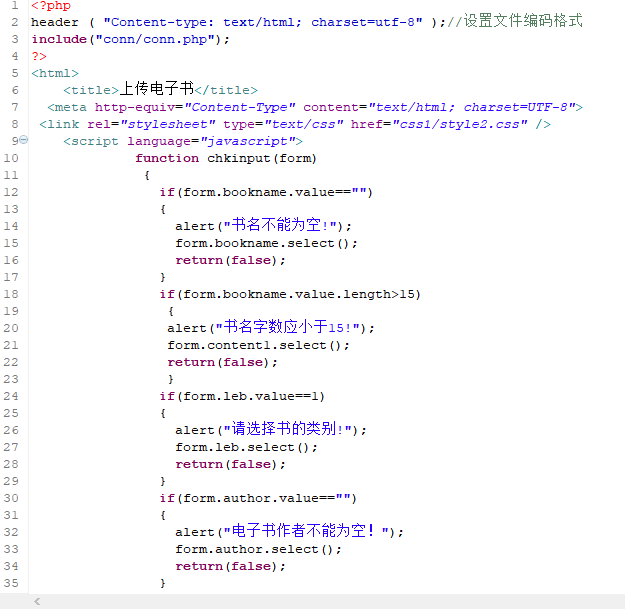 1 <?php
2 header ( "Content-type: text/html; charset=utf-8" );//设置文件编码格式
3 include("conn/conn.php");
4 ?>
5 <html>
6 <title>上传电子书</title>
7 <meta http-equiv="Content-Type" content="text/html; charset=UTF-8">
8 <link rel="stylesheet" type="text/css" href="css1/style2.css" />
9 <script language="javascript">
10 function chkinput(form)
11 {
12 if(form.bookname.value=="")
13 {
14 alert("书名不能为空!");
15 form.bookname.select();
16 return(false);
17 }
18 if(form.bookname.value.length>15)
19 {
20 alert("书名字数应小于15!");
21 form.content1.select();
22 return(false);
23 }
24 if(form.leb.value==1)
25 {
26 alert("请选择书的类别!");
27 form.leb.select();
28 return(false);
29 }
30 if(form.author.value=="")
31 {
32 alert("电子书作者不能为空！");
33 form.author.select();
34 return(false);
35 }